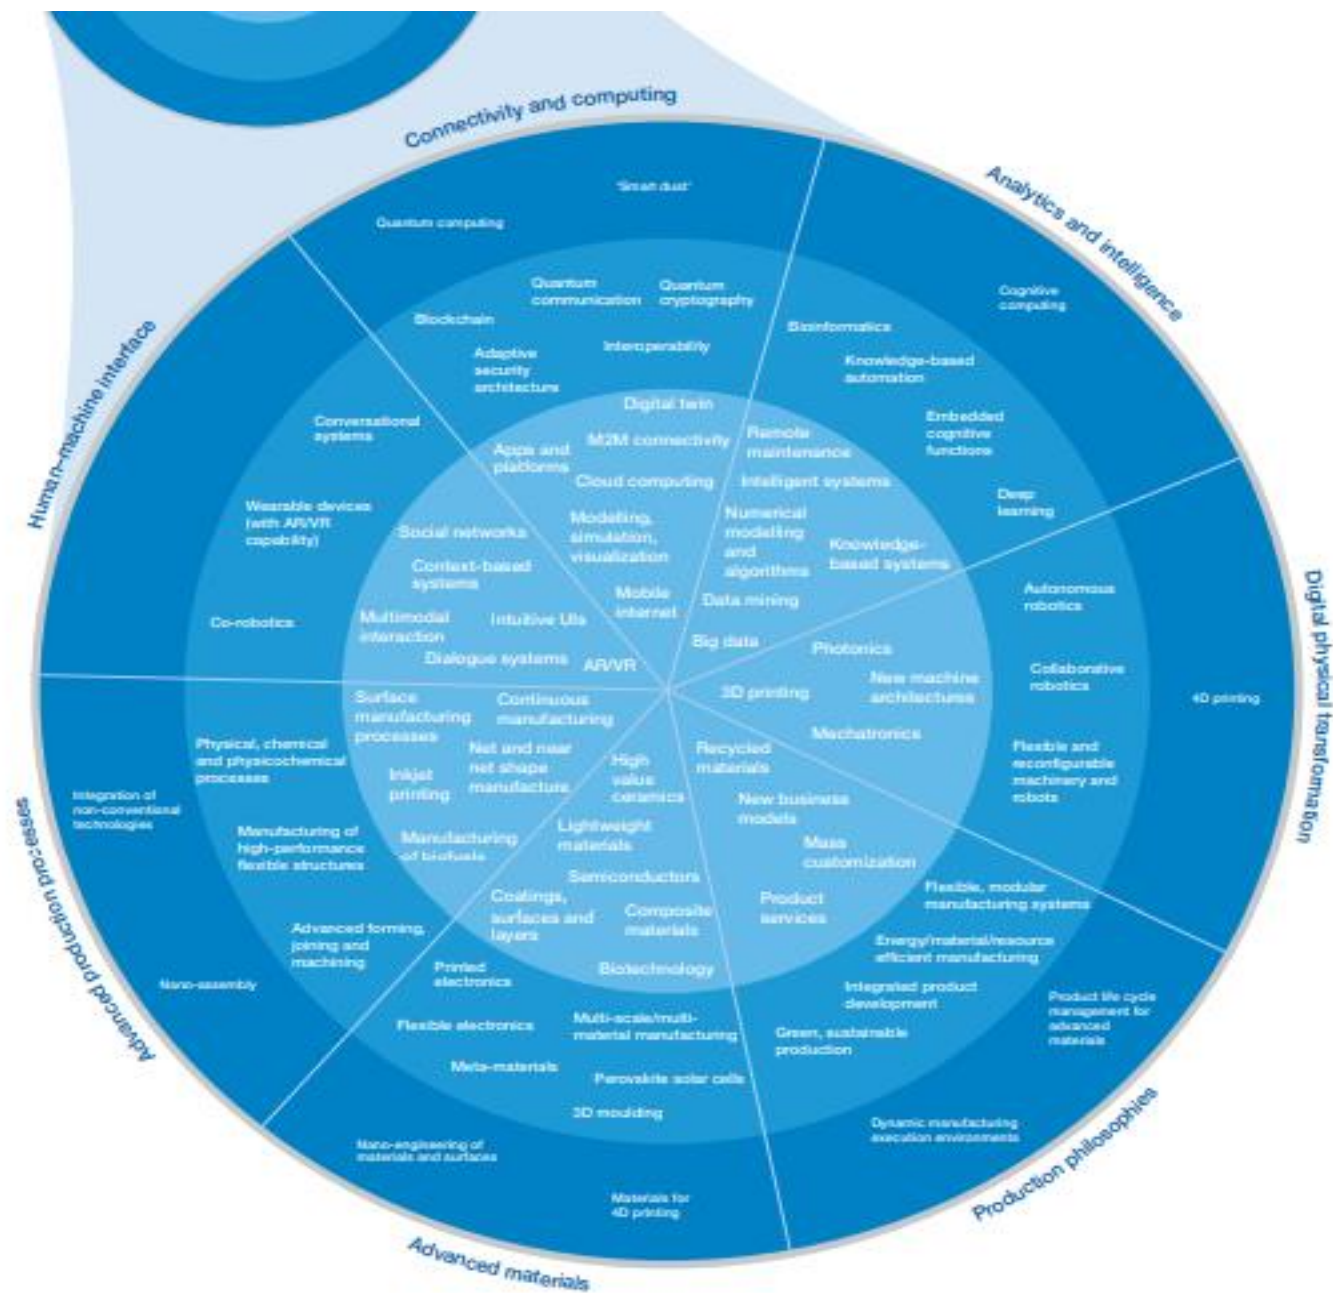 Connectivity and computing
'Smart dust'
Quantum computing
Quantum
communication
Quantum
cryptography
Blockchain
Interoperability
Adaptive
security
architecture
Digital twin
M2M connectivity
Apps and
platforms
Cloud computing
Modelling,
simulation,
visualization
Mobile
internet
Analytics and intelligence
Cognitive
computing
Bioinformatics
Knowledge-based
automation
Embedded
cognitive
functions
Deep
learning
Remote
maintenance
Intelligent systems
Numerical
modelling
and
algorithms
Knowledge-
based systems
Data mining
Big data
Digital physical transformation
4D printing
Autonomous
robotics
Collaborative
robotics
Flexible and
reconfigurable
machinery and
robots
Photonics
New machine
architectures
3D printing
Mechatronics
Production philosophies
Recycled
materials
New business
models
Mass
customization
Product
services
Flexible, modular
manufacturing systems
Energy/material/resource
efficient manufacturing
Integrated product
development
Green, sustainable
production
Product life cycle
management for
advanced
materials
Dynamic manufacturing
execution environments
Advanced materials
High
value
ceramics
Lightweight
materials
Semiconductors
Coatings,
surfaces and
layers
Composite
materials
Biotechnology
Printed
electronics
Flexible electronics
Multi-scale/multi-
material manufacturing
Meta-materials
Perovskite solar cells
3D moulding
Nano-engineering of
materials and surfaces
Materials for
4D printing
Advanced production processes
Surface
manufacturing
processes
Continuous
manufacturing
Net and near
net shape
manufacture
Inkjet
printing
Manufacturing
of biofuels
Physical, chemical
and physicochemical
processes
Manufacturing of
high-performance
flexible structures
Advanced forming,
joining and
machining
Integration of
non-conventional
technologies
Nano-assembly
Human-machine interface
Conversational
systems
Wearable devices
(with AR/VR
capability)
Co-robotics
Social networks
Context-based
systems
Multimodal
interaction
Intuitive UIs
Dialogue systems
AR/VR